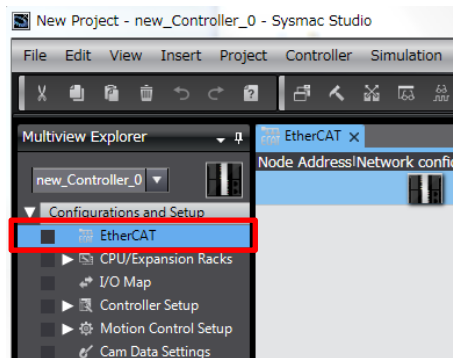 New Project - new_Controller_0 - Sysmac Studio
File Edit View Insert Project Controller Simulation
Multiview Explorer
EtherCAT
Node Address Network
new_Controller_0
Configurations and Setup
EtherCAT
CPU/Expansion Racks
I/O Map
Controller Setup
Motion Control Setup
Cam Data Settings